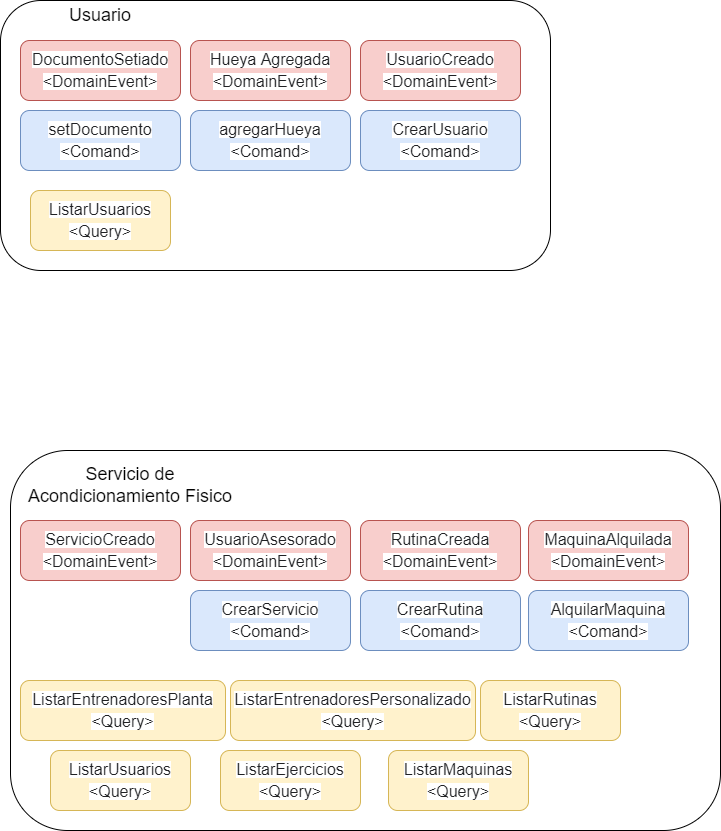 Usuario
DocumentoSetiado
<DomainEvent>
Hueya Agregada
<DomainEvent>
UsuarioCreado
<DomainEvent>
setDocumento
<Comand>
agregarHueya
<Comand>
CrearUsuario
<Comand>
ListarUsuarios
<Query>
Servicio de
Acondicionamiento Fisico
ServicioCreado
<DomainEvent>
UsuarioAsesorado
<DomainEvent>
RutinaCreada
<DomainEvent>
MaquinaAlquilada
<DomainEvent>
CrearServicio
<Comand>
CrearRutina
<Comand>
AlquilarMaquina
<Comand>
ListarEntrenadoresPlanta
<Query>
ListarEntrenadoresPersonalizado
<Query>
ListarRutinas
<Query>
ListarUsuarios
<Query>
ListarEjercicios
<Query>
ListarMaquinas
<Query>